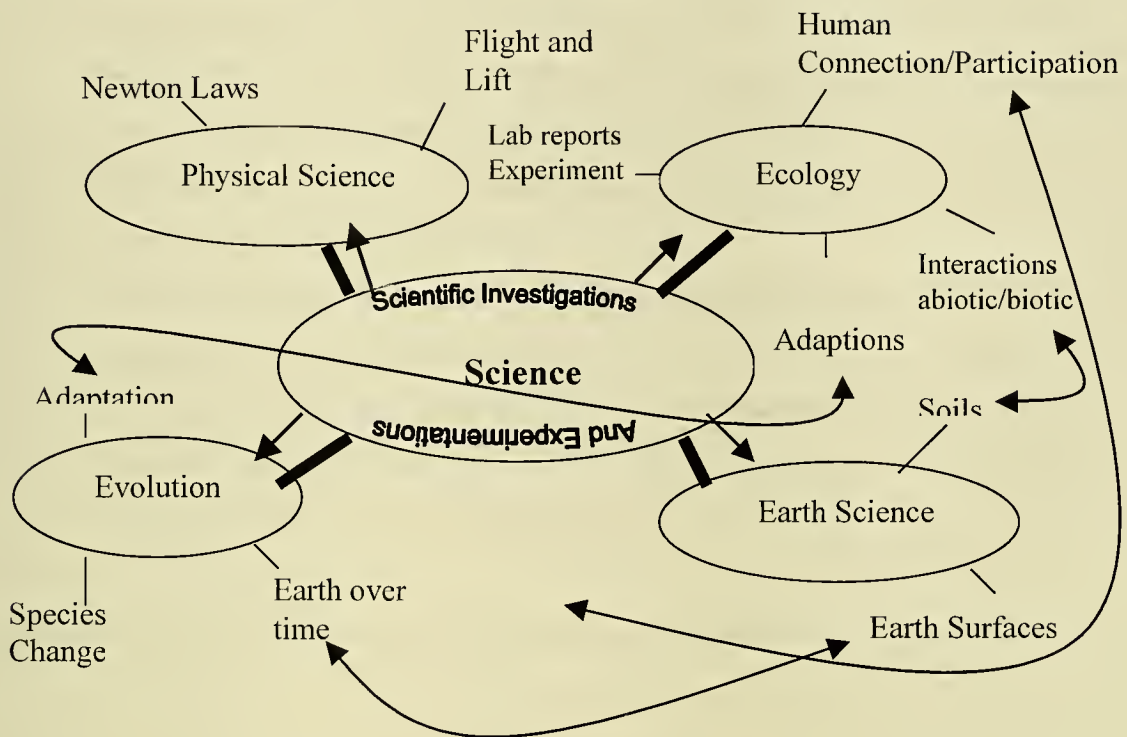 Human
Connection/Participation
Flight and
Lift
Newton Laws
Lab reports
Experiment
Physical Science
Ecology
Interactions
abiotic/biotic
Scientific Investigations
Adaptions
Science
Adaptation
Soils
And Experimentations
Evolution
Earth Science
Earth over
time
Species
Change
Earth Surfaces